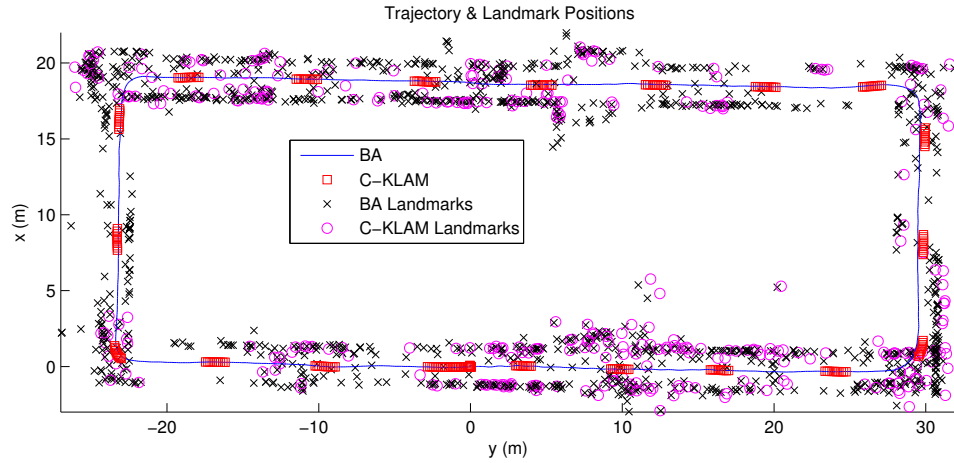 Trajectory & Landmark Positions
20
15
10
5
0
x (m)
BA
C−KLAM
BA Landmarks
C−KLAM Landmarks
−20
−10
0
10
20
30
y (m)